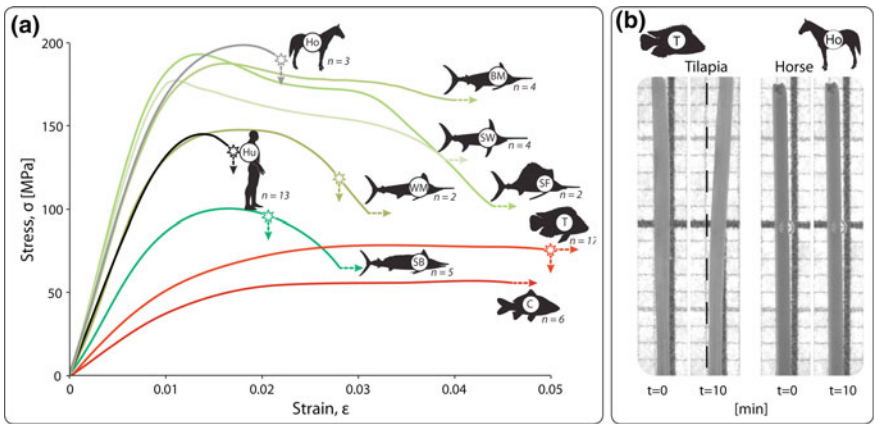 (a)
200
150
100
50
0
Stress, σ [MPa]
0
0.01
0.02
0.03
0.04
0.05
Strain, ε
Ho
n = 3
BM
n = 4
SW
n = 4
Hu
n = 13
WM
n = 2
SF
n = 2
T
n = 17
SB
n = 5
C
n = 6
(b)
T
Ho
Tilapia
Horse
t=0
t=10
t=0
t=10
[min]